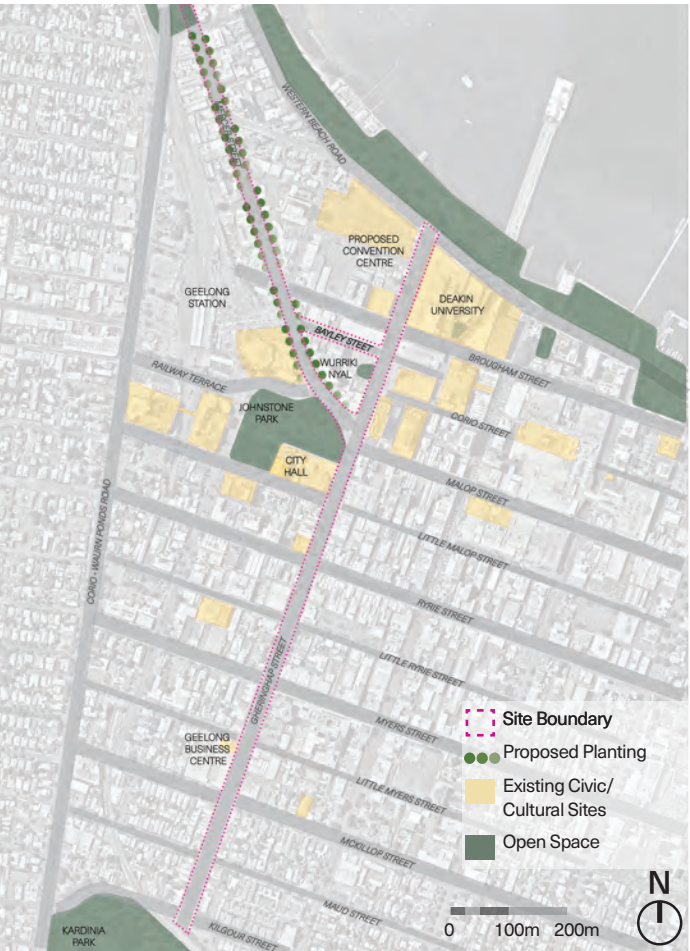 WESTERN BEACH ROAD
PROPOSED
CONVENTION
CENTRE
GEELONG
STATION
DEAKIN
UNIVERSITY
BAYLEY STEET
WURRIKI
NYAL
BROUGHAM STREET
RAILWAY TERRACE
JOHNSTONE
PARK
CORIO STREET
CITY
HALL
MALOP STREET
CORIO - WAURN PONDS ROAD
LITTLE MALOP STREET
RYRIE STREET
LITTLE RYRIE STREET
GHERINGHAP STREET
MYERS STREET
GEELONG
BUSINESS
CENTRE
LITTLE MYERS STREET
MCKILLOP STREET
MAUD STREET
KILGOUR STREET
KARDINIA
PARK
Site Boundary
Proposed Planting
Existing Civic/
Cultural Sites
Open Space
N
0 100m 200m